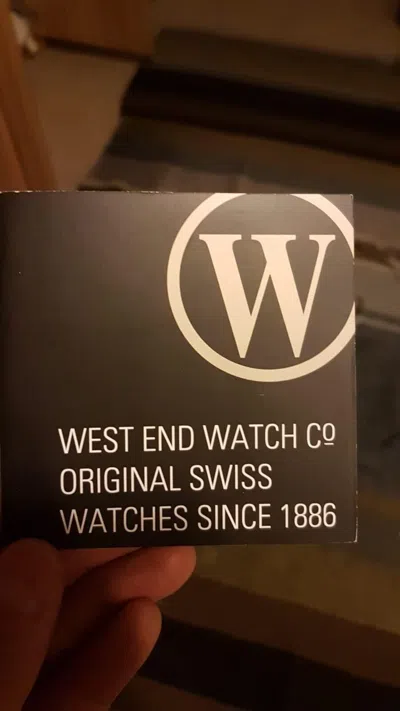 W
WEST END WATCH Cº
ORIGINAL SWISS
WATCHES SINCE 1886